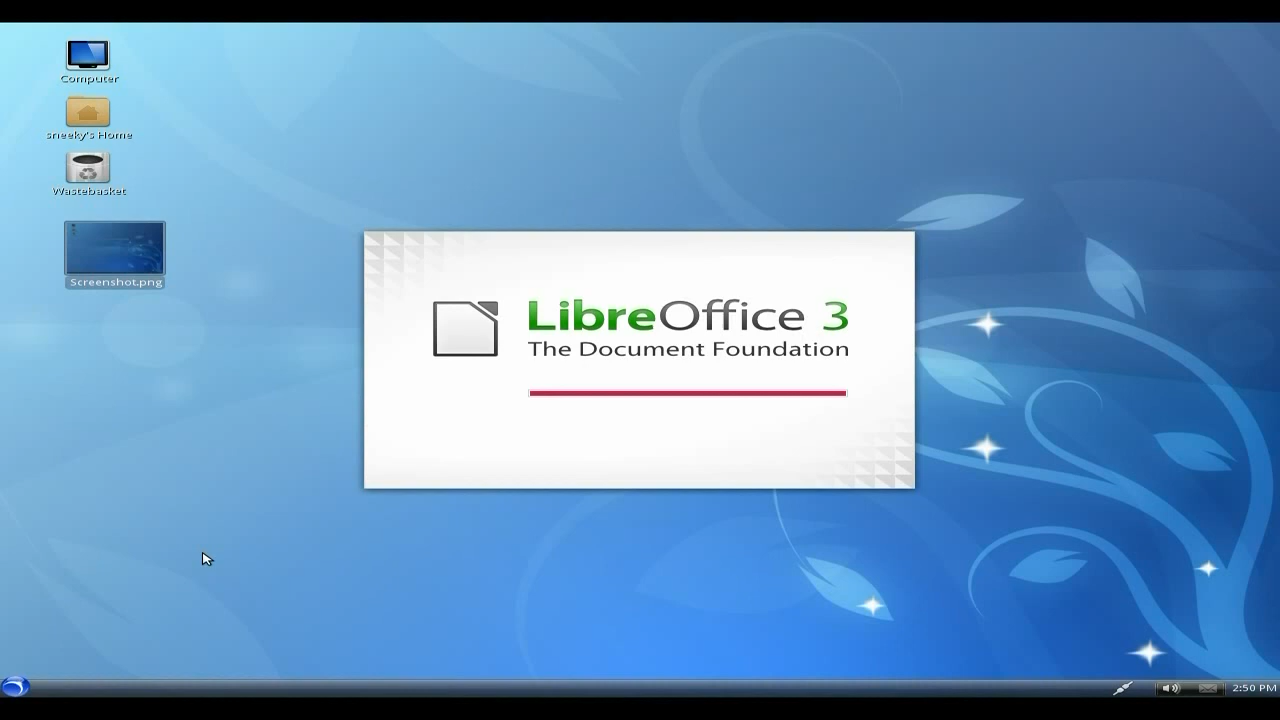 Computer
sneeky's Home
Wastebasket
Screenshot.png
LibreOffice 3
The Document Foundation
2:50 PM